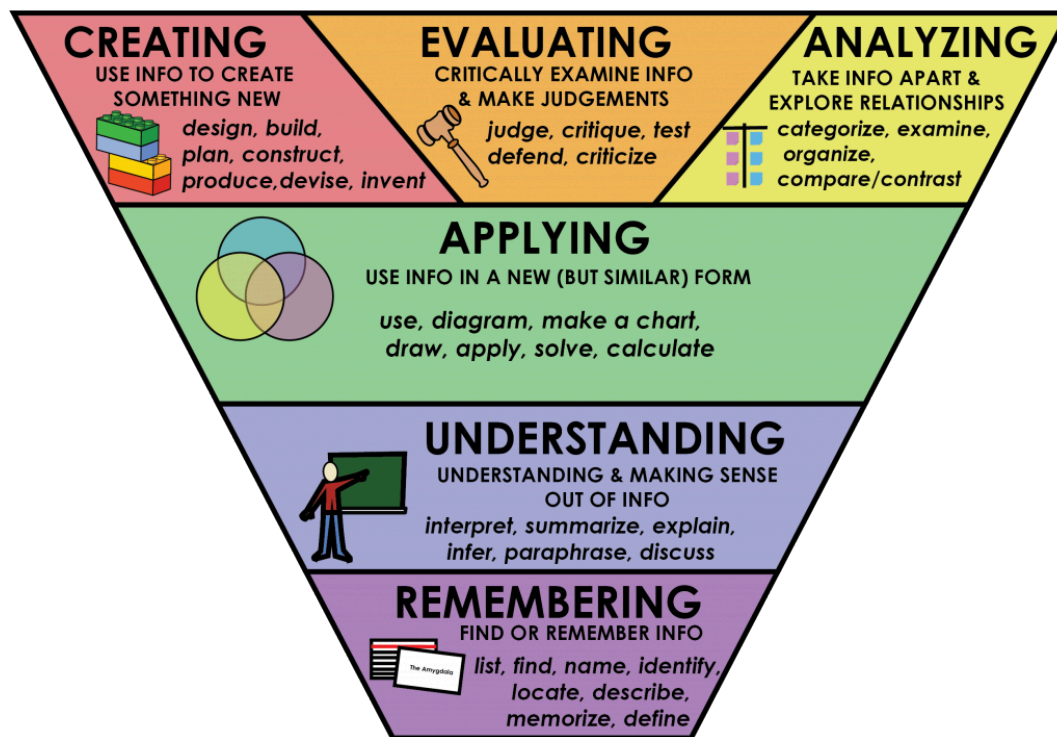 CREATING
USE INFO TO CREATE
SOMETHING NEW
design, build,
plan, construct,
produce,devise, invent
EVALUATING
CRITICALLY EXAMINE INFO
& MAKE JUDGEMENTS
judge, critique, test
defend, criticize
ANALYZING
TAKE INFO APART &
EXPLORE RELATIONSHIPS
categorize, examine,
organize,
compare/contrast
APPLYING
USE INFO IN A NEW (BUT SIMILAR) FORM
use, diagram, make a chart,
draw, apply, solve, calculate
UNDERSTANDING
UNDERSTANDING & MAKING SENSE
OUT OF INFO
interpret, summarize, explain,
infer, paraphrase, discuss
REMEMBERING
FIND OR REMEMBER INFO
The Amygdala
list, find, name, identify,
locate, describe,
memorize, define